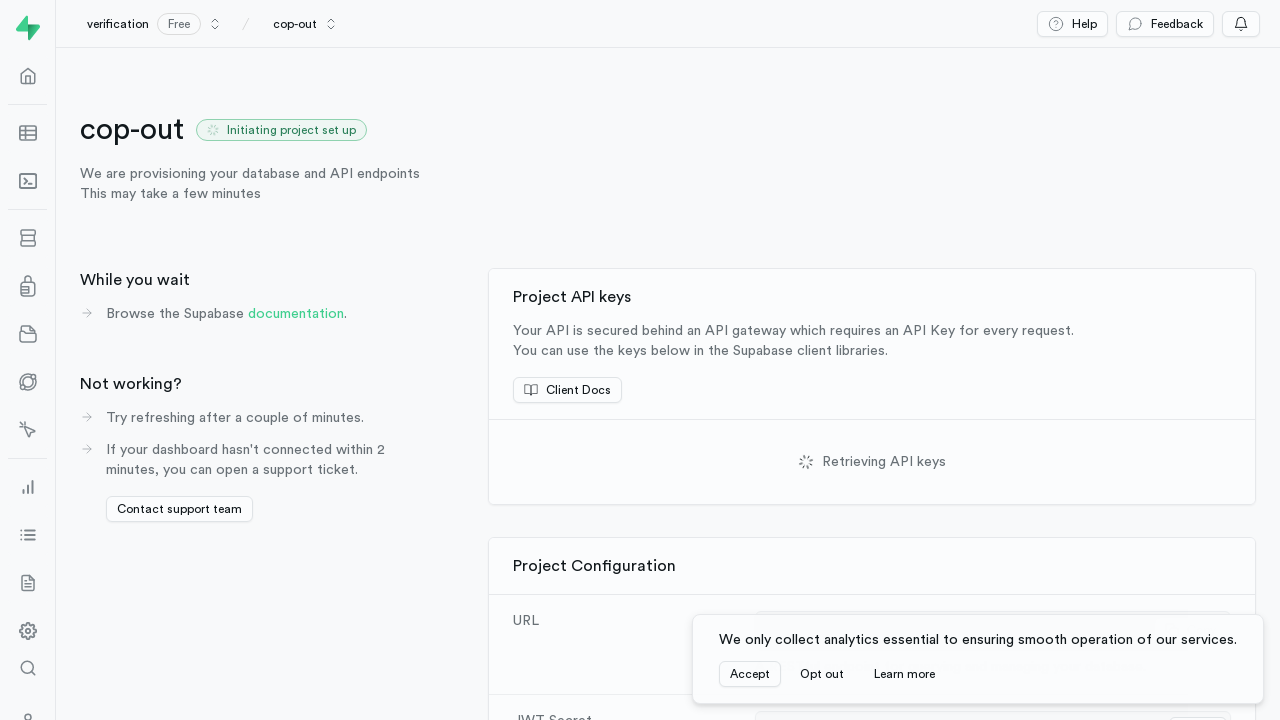 verification Free / cop-out
Help Feedback
cop-out Initiating project set up
We are provisioning your database and API endpoints
This may take a few minutes
While you wait
Browse the Supabase documentation.
Not working?
Try refreshing after a couple of minutes.
If your dashboard hasn't connected within 2
minutes, you can open a support ticket.
Contact support team
Project API keys
Your API is secured behind an API gateway which requires an API Key for every request.
You can use the keys below in the Supabase client libraries.
Client Docs
Retrieving API keys
Project Configuration
URL
JWT Secret
We only collect analytics essential to ensuring smooth operation of our services.
Accept Opt out Learn more